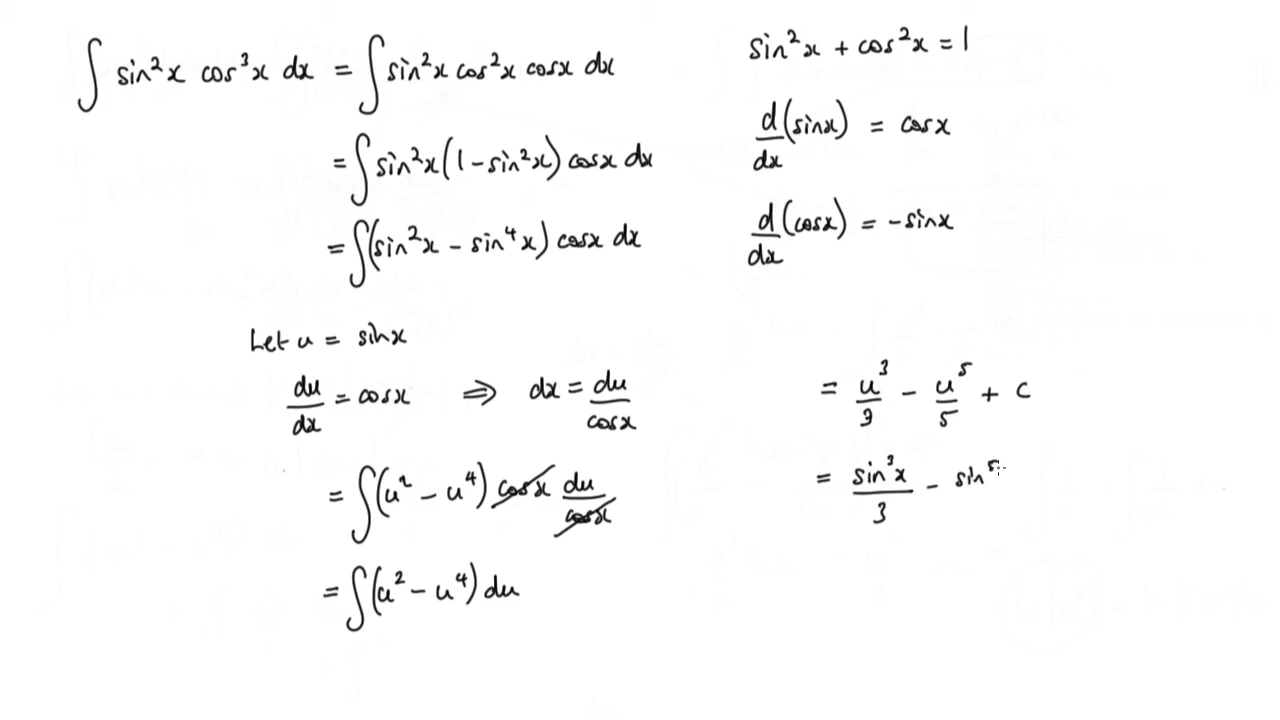 ∫ sin²x cos³x dx = ∫ sin²x cos²x cosx dx
= ∫ sin²x (1 - sin²x) cosx dx
= ∫ (sin²x - sin⁴x) cosx dx
Let u = sinx
du/dx = cosx ⇒ dx = du/cosx
= ∫ (u² - u⁴) cosx du/cosx
= ∫ (u² - u⁴) du
sin²x + cos²x = 1
d/dx (sinx) = cosx
d/dx (cosx) = -sinx
= u³/3 - u⁵/5 + c
= sin³x/3 - sin⁵